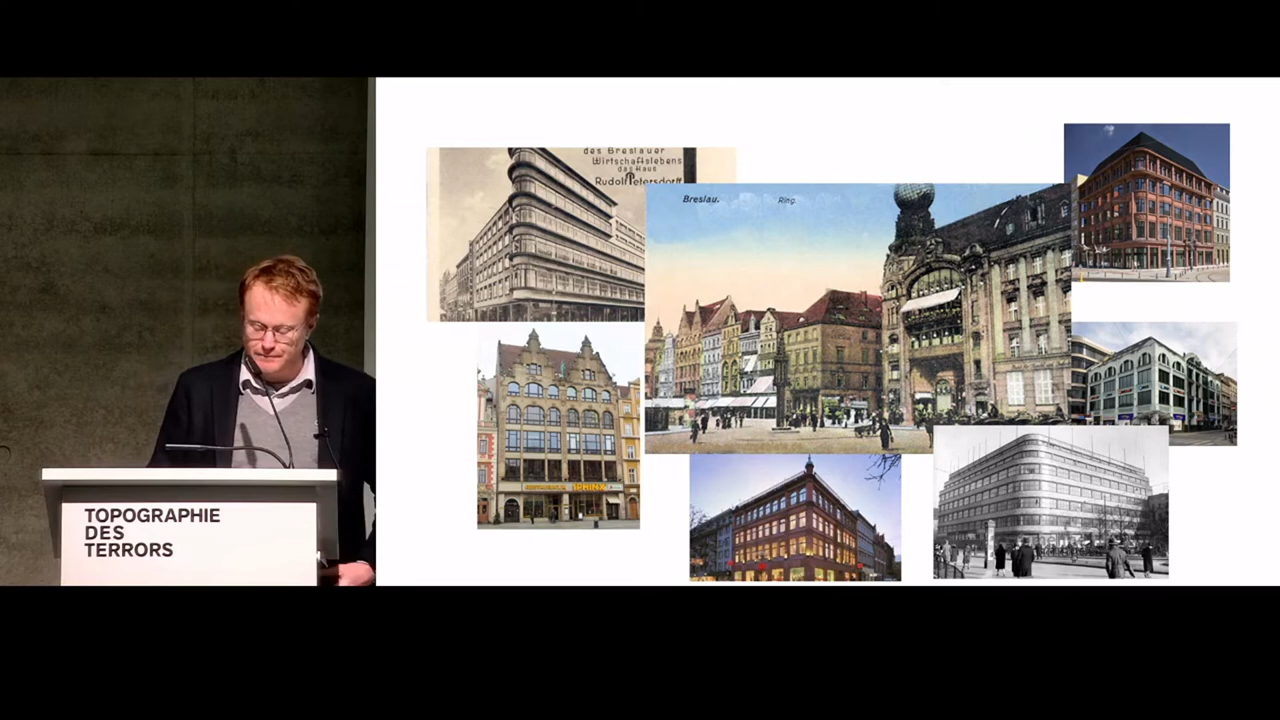 des Breslauer
Wirtschaftslebens
das Haus
Rudolf Petersdorff
Breslau.
Ring.
SPHINX
TOPOGRAPHIE
DES
TERRORS